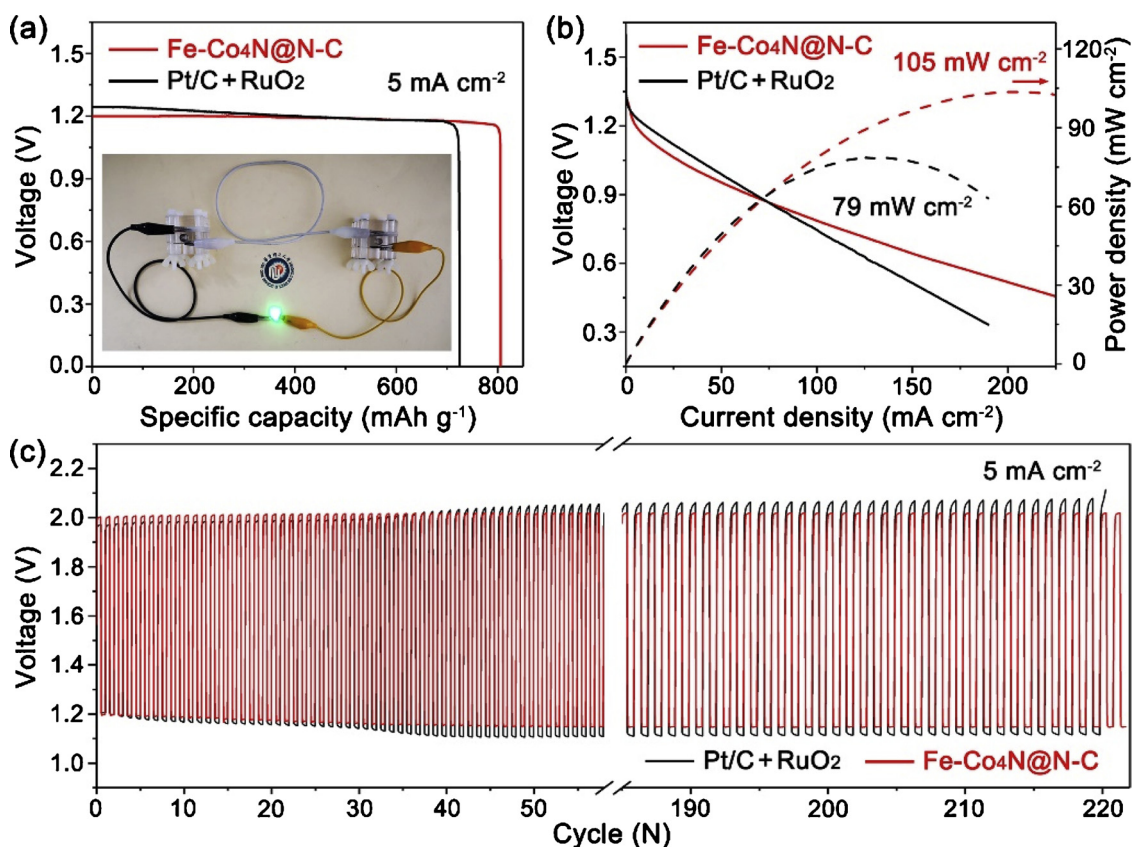 (a)
Fe-Co₄N@N-C
Pt/C+RuO₂
5 mA cm⁻²
Voltage (V)
1.5
1.2
0.9
0.6
0.3
0.0
0 200 400 600 800
Specific capacity (mAh g⁻¹)
(b)
Fe-Co₄N@N-C
Pt/C+RuO₂
105 mW cm⁻²
79 mW cm⁻²
Voltage (V)
1.5
1.2
0.9
0.6
0.3
Power density (mW cm⁻²)
120
90
60
30
0
0 50 100 150 200
Current density (mA cm⁻²)
(c)
5 mA cm⁻²
Voltage (V)
2.2
2.0
1.8
1.6
1.4
1.2
1.0
Pt/C+RuO₂ Fe-Co₄N@N-C
0 10 20 30 40 50 190 200 210 220
Cycle (N)